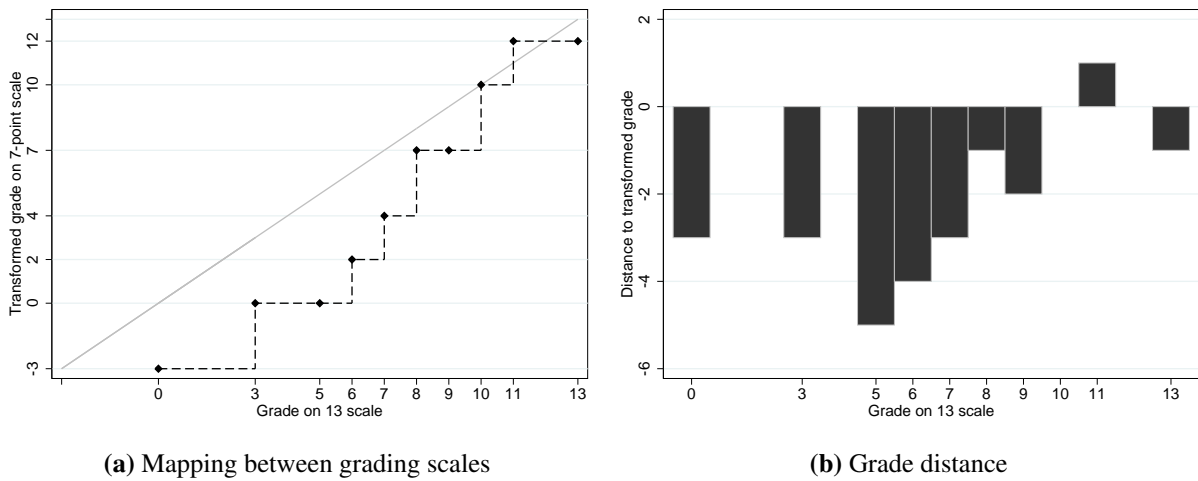 Transformed grade on 7-point scale
12
10
7
4
2
0
-3
0 3 5 6 7 8 9 10 11 13
Grade on 13 scale
(a) Mapping between grading scales
Distance to transformed grade
2
0
-2
-4
-6
0 3 5 6 7 8 9 10 11 13
Grade on 13 scale
(b) Grade distance